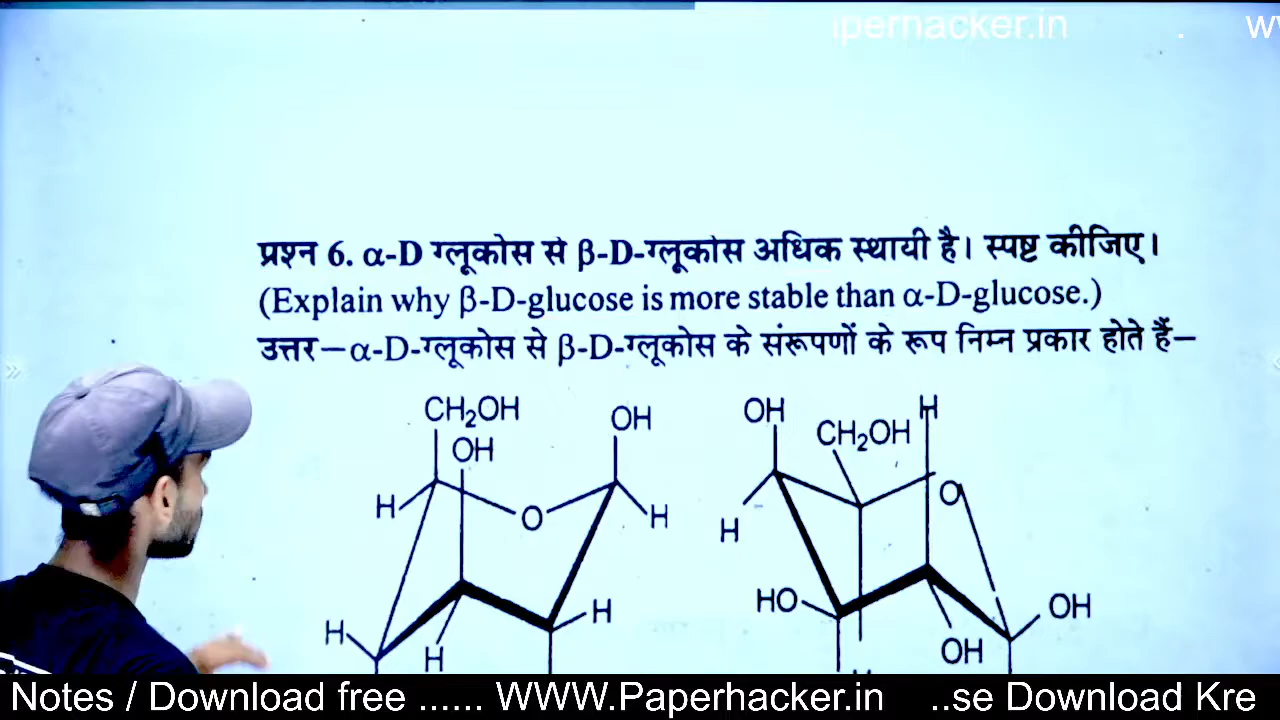 ipernacker.in . w
प्रश्न 6. α-D ग्लूकोस से β-D-ग्लूकोस अधिक स्थायी है। स्पष्ट कीजिए।
(Explain why β-D-glucose is more stable than α-D-glucose.)
उत्तर—α-D-ग्लूकोस से β-D-ग्लूकोस के संरूपणों के रूप निम्न प्रकार होते हैं—
CH₂OH OH OH CH₂OH H
OH
H O H H O
HO OH
H H H OH
Notes / Download free ...... WWW.Paperhacker.in ..se Download Kre